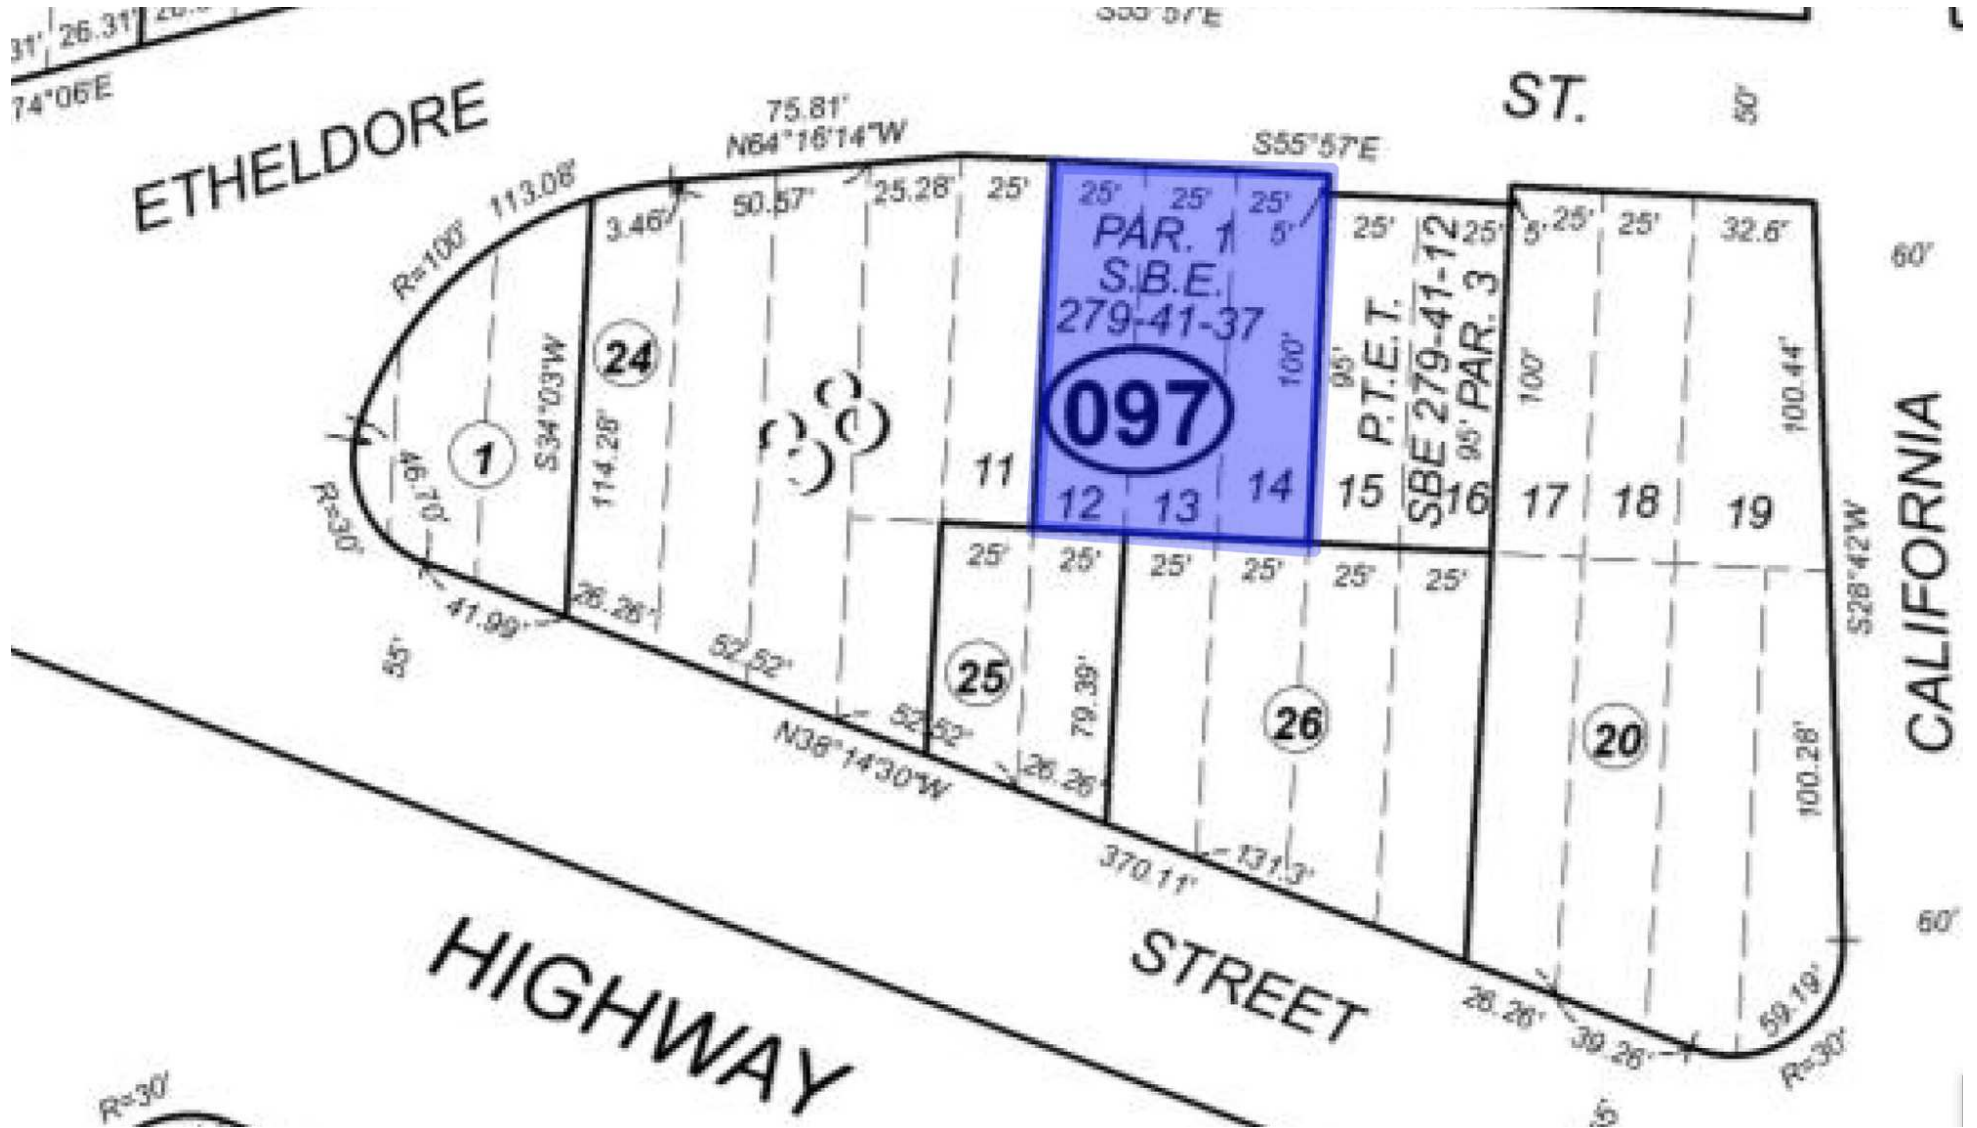 26.31'
74°06'E
S55°57'E
ETHELDORE
ST.
50'
75.81'
N64°16'14"W
S55°57'E
113.08'
R=100'
3.46'
50.57'
25.28'
25'
25'
25'
25'
5'
25'
25'
5'
25'
25'
32.6'
60'
PAR. 1
S.B.E.
279-41-37
097
100'
95'
P.T.E.T.
SBE 279-41-12
95' PAR. 3
100'
100.44'
24
1
S34°03'W
114.28'
46.70'
R=30'
11
12
13
14
15
16
17
18
19
CALIFORNIA
S28°42'W
25'
25'
25'
25'
25'
25'
41.99'
26.26'
52.52'
52.52'
26.26'
25
79.39'
26
20
100.28'
55'
N38°14'30"W
370.11'
131.3'
60'
HIGHWAY
STREET
26.26'
39.26'
59.19'
R=30'
R=30'